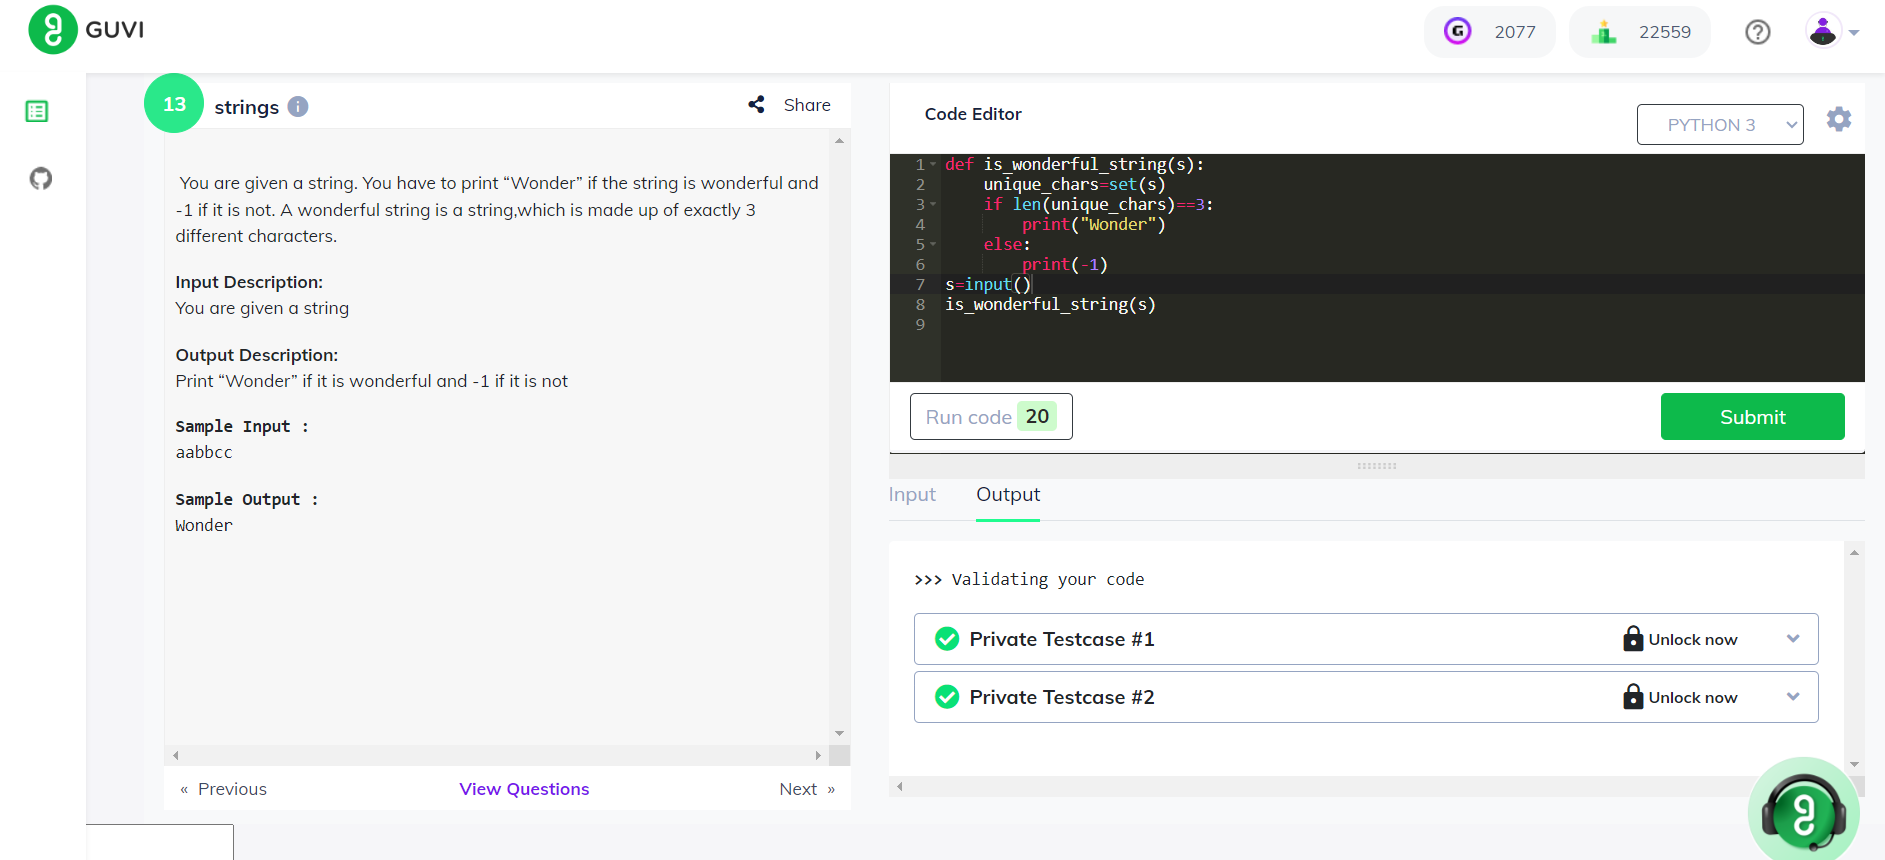 GUVI
2077
22559
13
strings
Share
You are given a string. You have to print “Wonder” if the string is wonderful and
-1 if it is not. A wonderful string is a string,which is made up of exactly 3
different characters.
Input Description:
You are given a string
Output Description:
Print “Wonder” if it is wonderful and -1 if it is not
Sample Input :
aabbcc
Sample Output :
Wonder
« Previous
View Questions
Next »
Code Editor
PYTHON 3
1 def is_wonderful_string(s):
2     unique_chars=set(s)
3     if len(unique_chars)==3:
4         print("Wonder")
5     else:
6         print(-1)
7 s=input()
8 is_wonderful_string(s)
9
Run code 20
Submit
Input
Output
>>> Validating your code
Private Testcase #1
Unlock now
Private Testcase #2
Unlock now